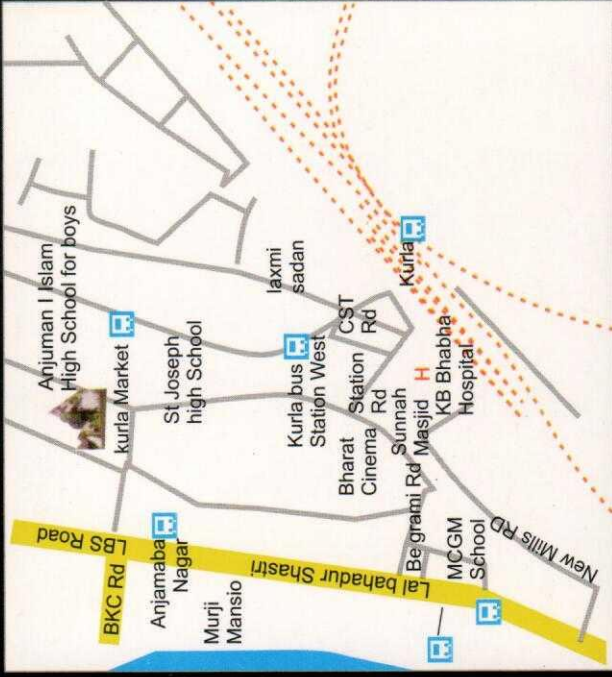 Anjuman I Islam
High School for boys
kurla Market
St Joseph
high School
laxmi
sadan
Kurla bus
Station West
CST
Rd
Station
Rd
Kurla
Bharat
Cinema
Sunnah
Masjid
H
KB Bhabha
Hospital
Be grami Rd
MCGM
School
New Mills RD
LBS Road
BKC Rd
Anjamaba
Nagar
Lal bahadur Shastri
Murji
Mansio